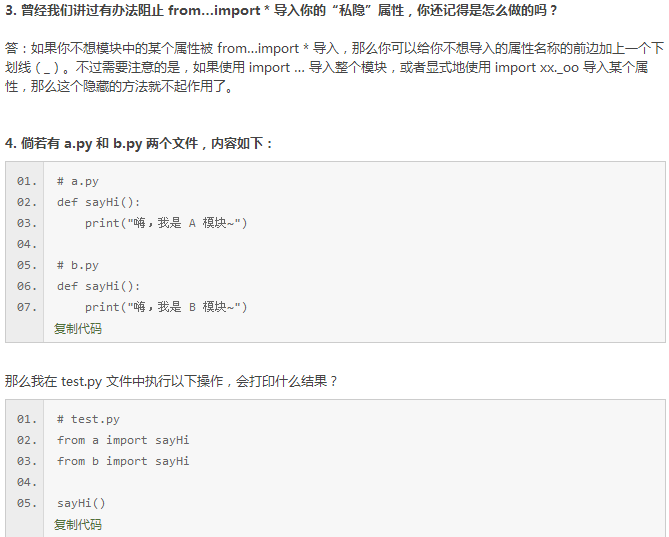 3. 曾经我们讲过有办法阻止 from…import * 导入你的“私隐”属性，你还记得是怎么做的吗？
答：如果你不想模块中的某个属性被 from…import * 导入，那么你可以给你不想导入的属性名称的前边加上一个下
划线（_）。不过需要注意的是，如果使用 import … 导入整个模块，或者显式地使用 import xx._oo 导入某个属
性，那么这个隐藏的方法就不起作用了。
4. 倘若有 a.py 和 b.py 两个文件，内容如下：
01. # a.py
02. def sayHi():
03.     print("嗨，我是 A 模块~")
04.
05. # b.py
06. def sayHi():
07.     print("嗨，我是 B 模块~")
复制代码
那么我在 test.py 文件中执行以下操作，会打印什么结果？
01. # test.py
02. from a import sayHi
03. from b import sayHi
04.
05. sayHi()
复制代码